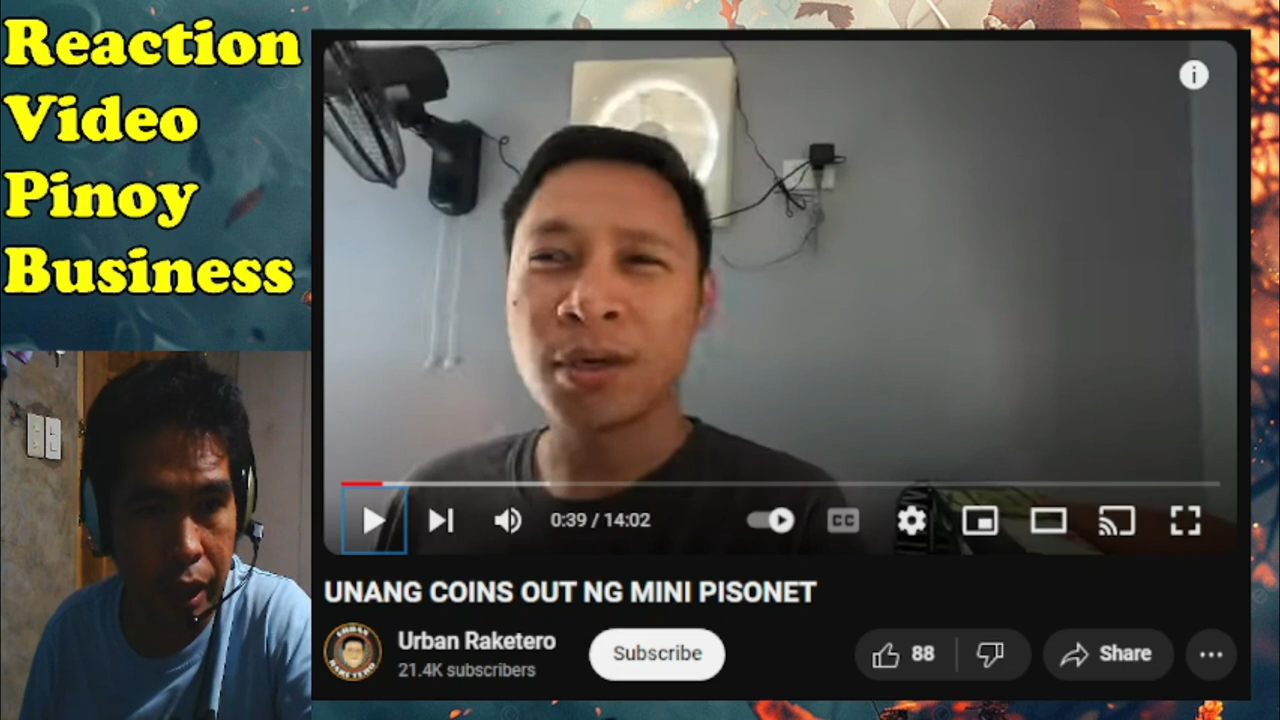 Reaction
Video
Pinoy
Business
0:39 / 14:02
CC
UNANG COINS OUT NG MINI PISONET
Urban Raketero
21.4K subscribers
Subscribe
88
Share